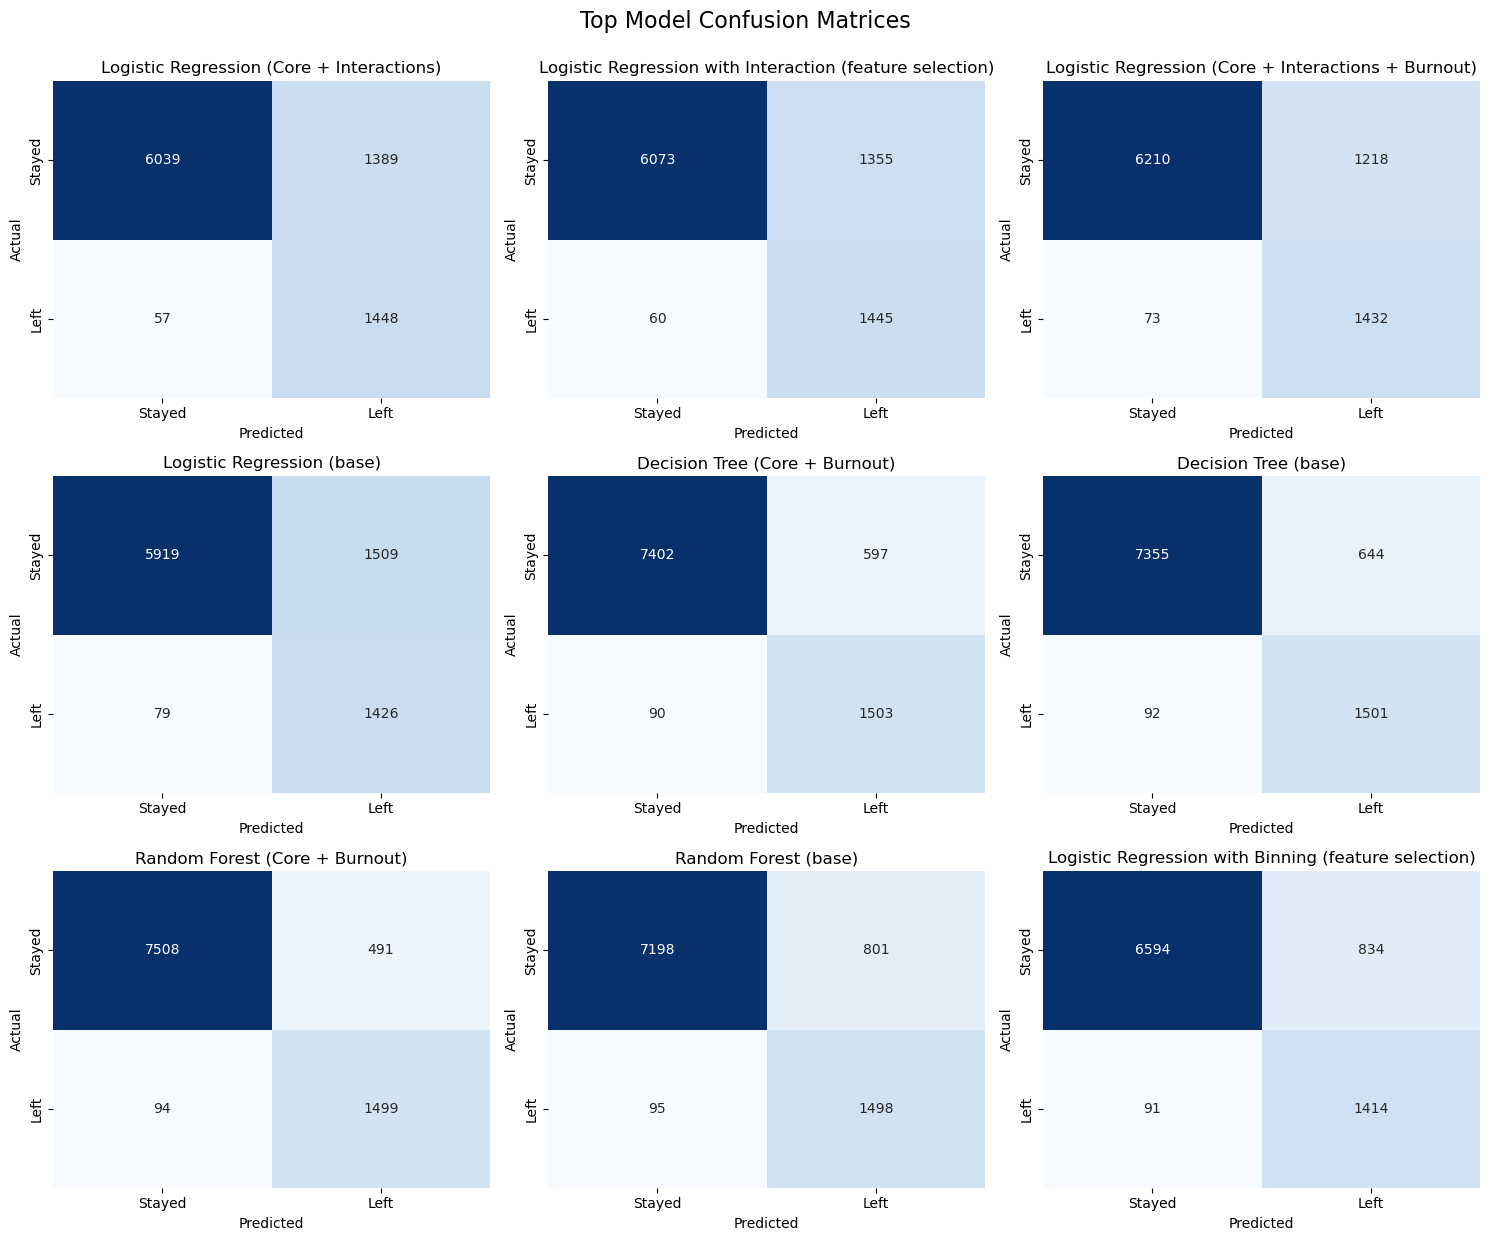 Top Model Confusion Matrices
Logistic Regression (Core + Interactions)
Stayed
Left
Actual
6039
1389
57
1448
Stayed
Left
Predicted
Logistic Regression with Interaction (feature selection)
Stayed
Left
Actual
6073
1355
60
1445
Stayed
Left
Predicted
Logistic Regression (Core + Interactions + Burnout)
Stayed
Left
Actual
6210
1218
73
1432
Stayed
Left
Predicted
Logistic Regression (base)
Stayed
Left
Actual
5919
1509
79
1426
Stayed
Left
Predicted
Decision Tree (Core + Burnout)
Stayed
Left
Actual
7402
597
90
1503
Stayed
Left
Predicted
Decision Tree (base)
Stayed
Left
Actual
7355
644
92
1501
Stayed
Left
Predicted
Random Forest (Core + Burnout)
Stayed
Left
Actual
7508
491
94
1499
Stayed
Left
Predicted
Random Forest (base)
Stayed
Left
Actual
7198
801
95
1498
Stayed
Left
Predicted
Logistic Regression with Binning (feature selection)
Stayed
Left
Actual
6594
834
91
1414
Stayed
Left
Predicted